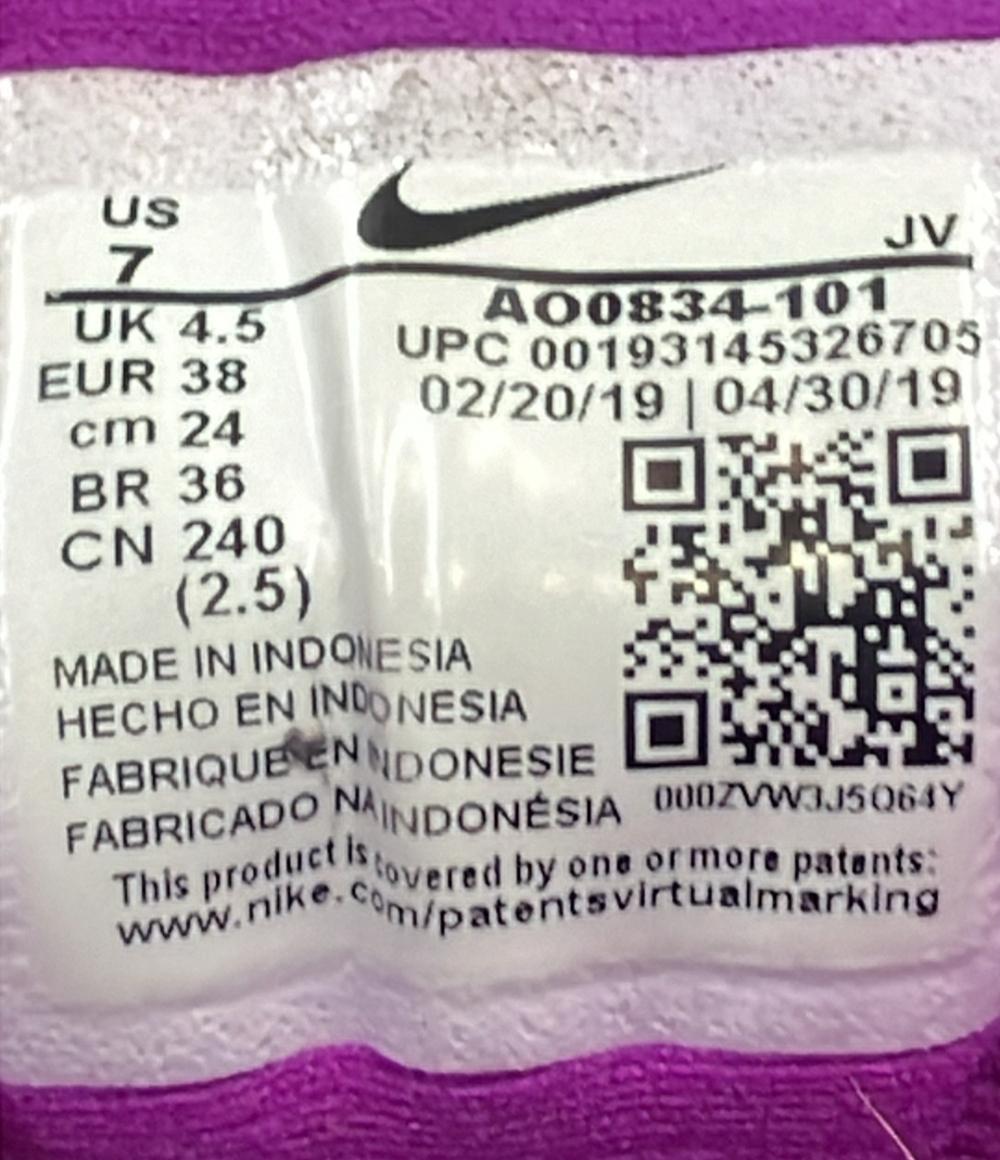 US
7
JV
UK 4.5
EUR 38
cm 24
BR 36
CN 240
(2.5)
AO0834-101
UPC 00193145326705
02/20/19 | 04/30/19
MADE IN INDONESIA
HECHO EN INDONESIA
FABRIQUE EN INDONESIE
FABRICADO NA INDONÉSIA
000ZVW3J5Q64Y
This product is covered by one or more patents:
www.nike.com/patentsvirtualmarking